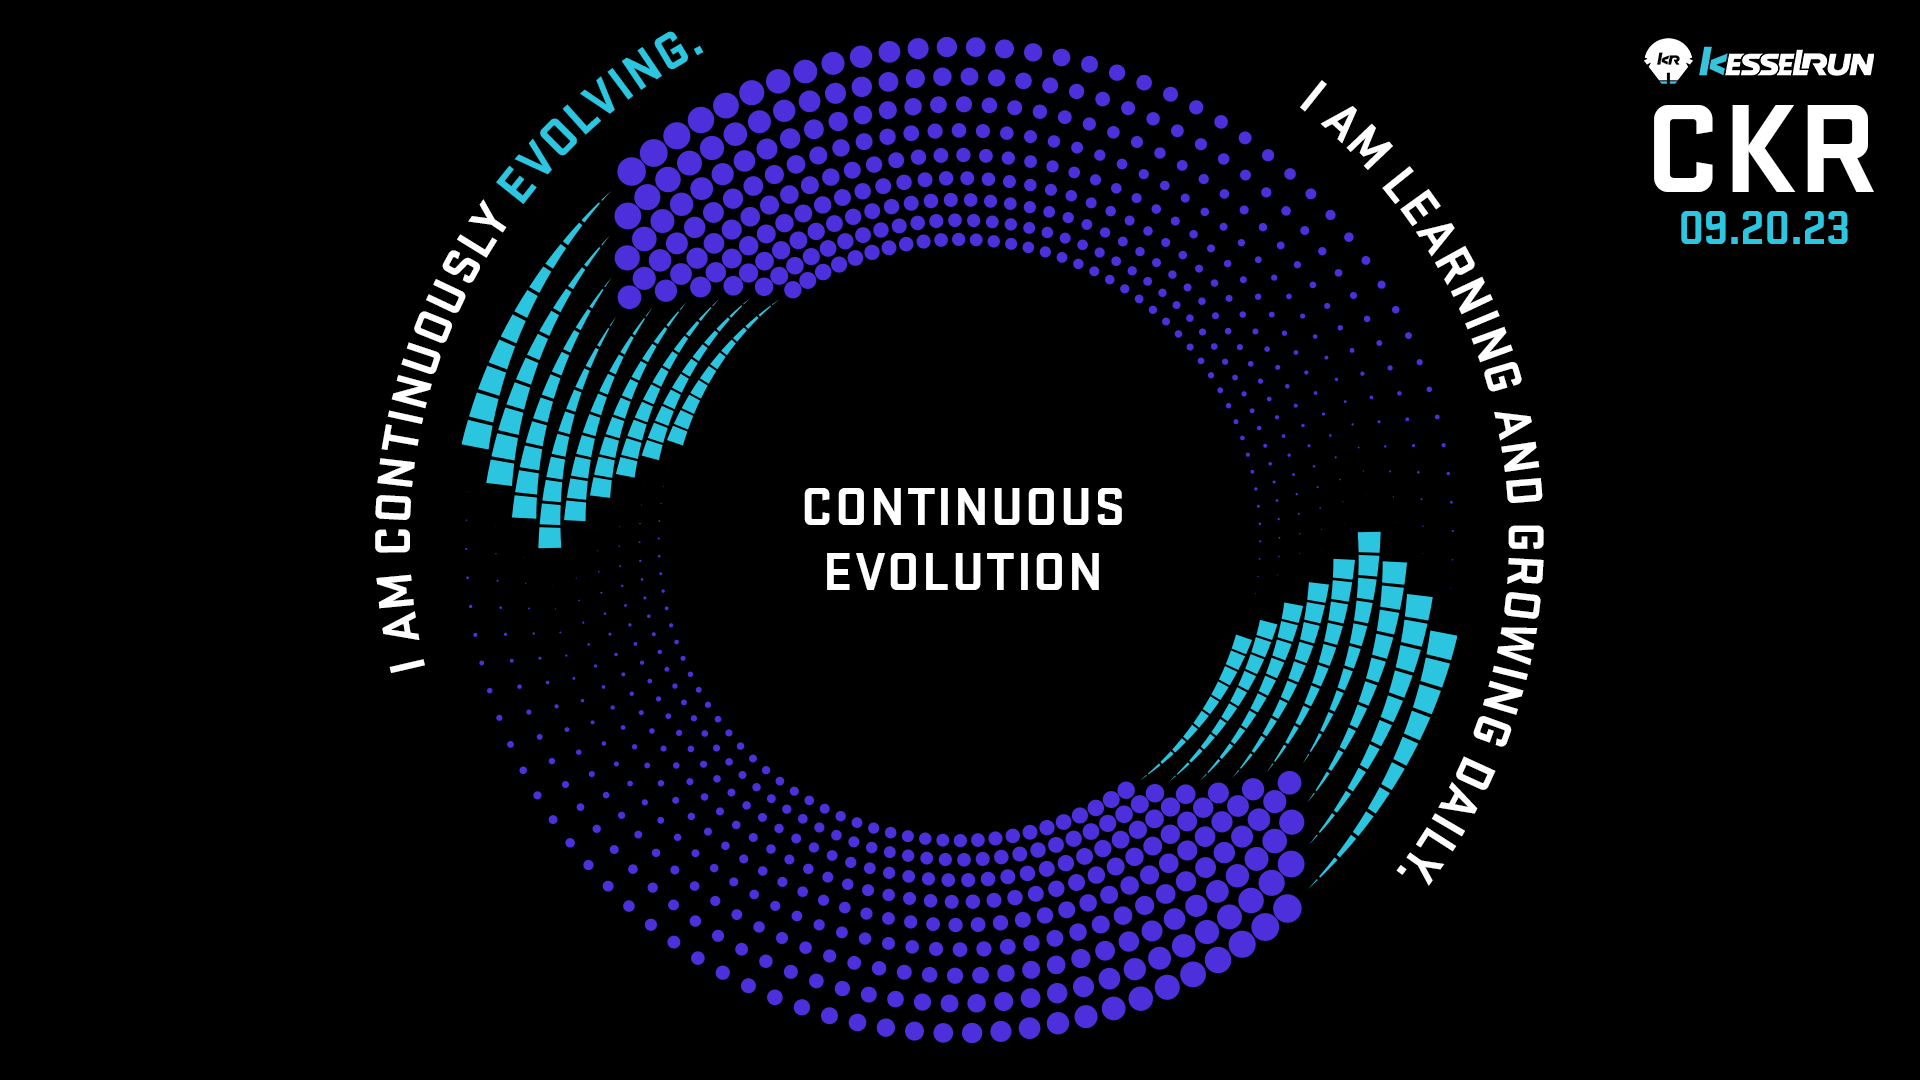 I AM CONTINUOUSLY EVOLVING.
I AM LEARNING AND GROWING DAILY.
CONTINUOUS
EVOLUTION
KR KESSELRUN
CKR
09.20.23